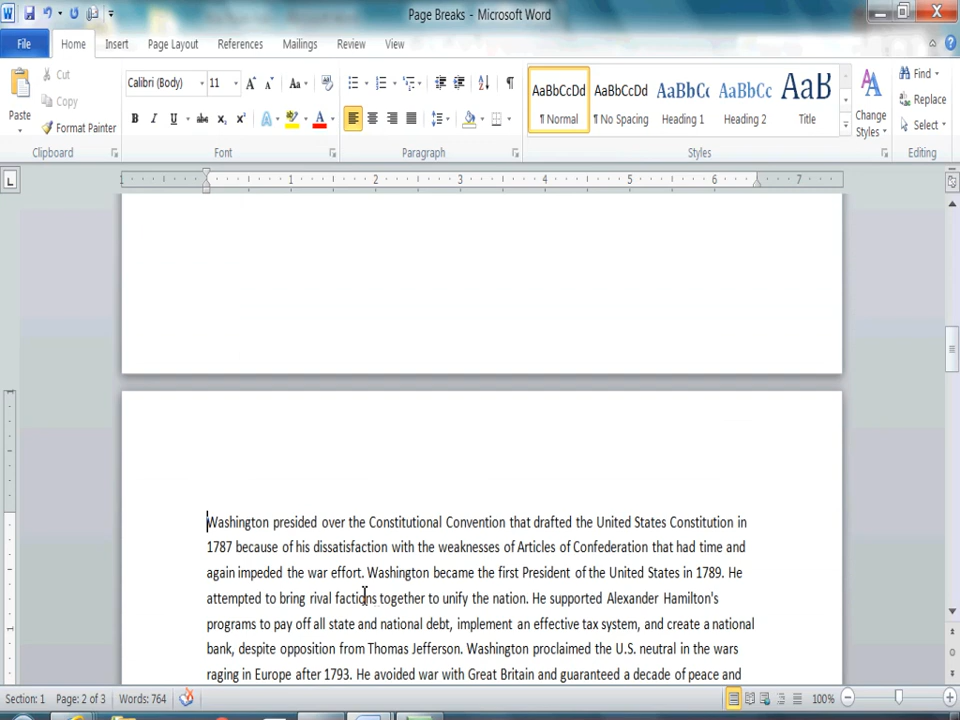 Page Breaks - Microsoft Word
File Home Insert Page Layout References Mailings Review View
Paste
Cut
Copy
Format Painter
Clipboard
Calibri (Body) 11
Font
Paragraph
AaBbCcDd AaBbCcDd AaBbCc AaBbCc AaB
¶ Normal ¶ No Spacing Heading 1 Heading 2 Title
Change Styles
Styles
Find
Replace
Select
Editing
1 1 2 3 4 5 6 7
Washington presided over the Constitutional Convention that drafted the United States Constitution in
1787 because of his dissatisfaction with the weaknesses of Articles of Confederation that had time and
again impeded the war effort. Washington became the first President of the United States in 1789. He
attempted to bring rival factions together to unify the nation. He supported Alexander Hamilton's
programs to pay off all state and national debt, implement an effective tax system, and create a national
bank, despite opposition from Thomas Jefferson. Washington proclaimed the U.S. neutral in the wars
raging in Europe after 1793. He avoided war with Great Britain and guaranteed a decade of peace and
Section: 1 Page: 2 of 3 Words: 764 100%